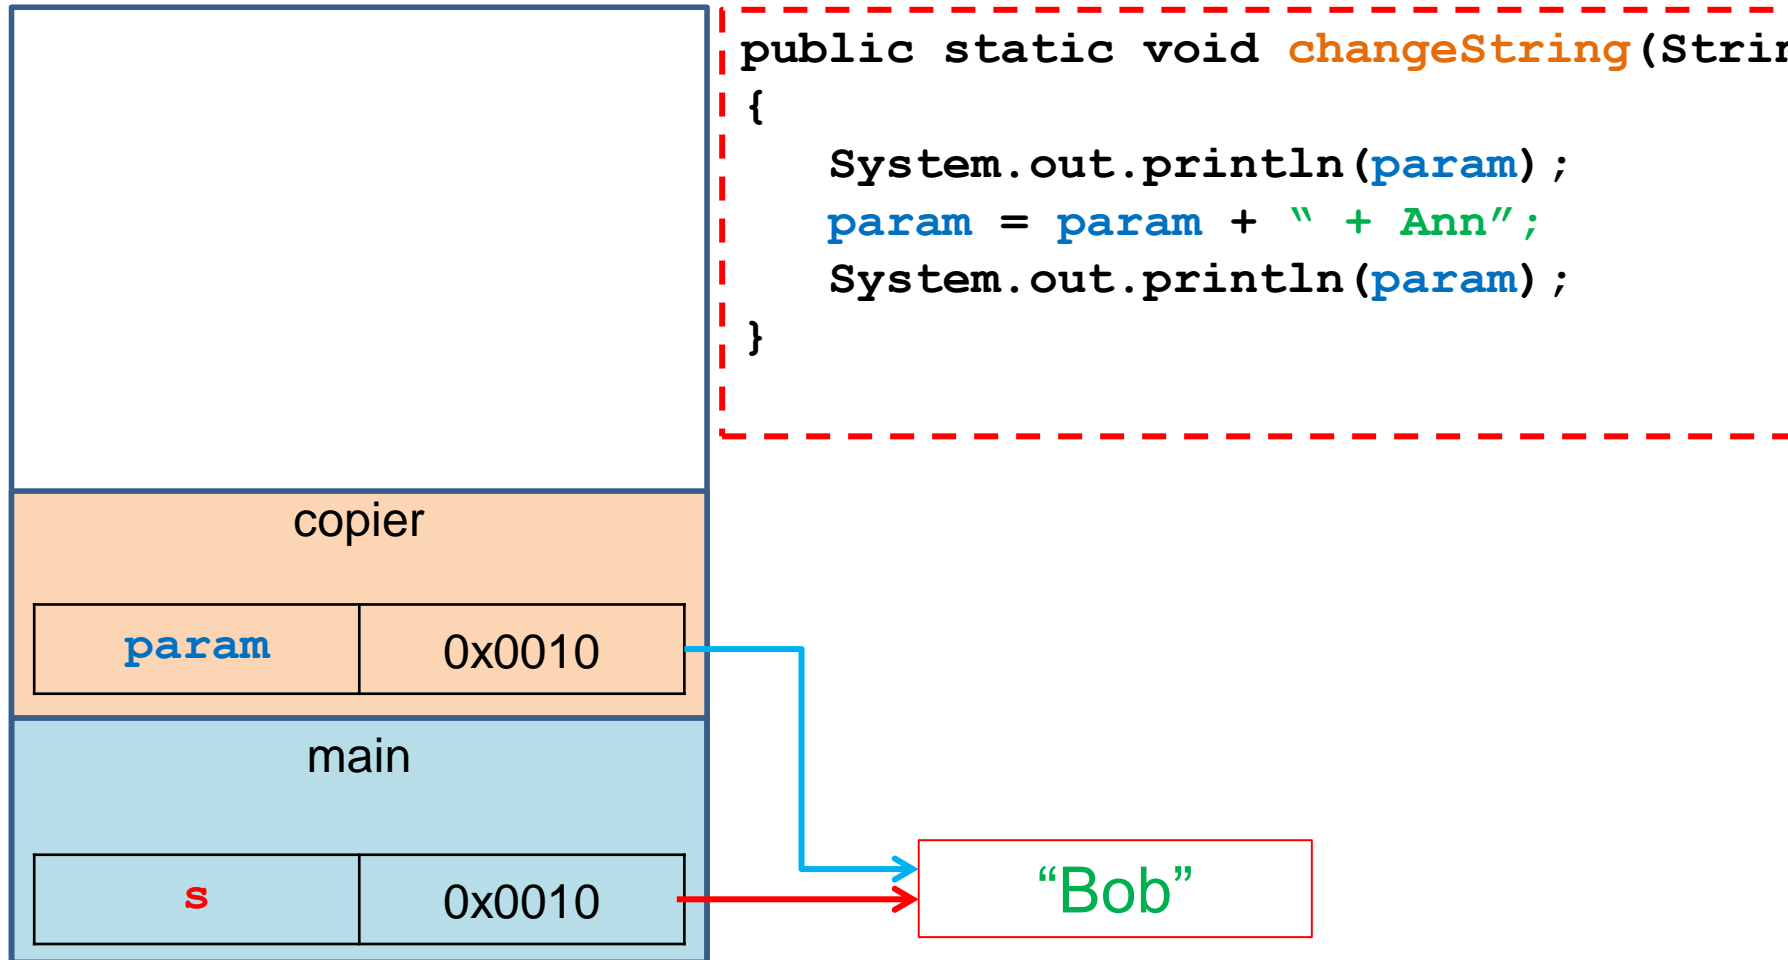 public static void changeString(Strin
{
System.out.println(param);
param = param + “ + Ann”;
System.out.println(param);
}
copier
param 0x0010
main
s 0x0010
“Bob”